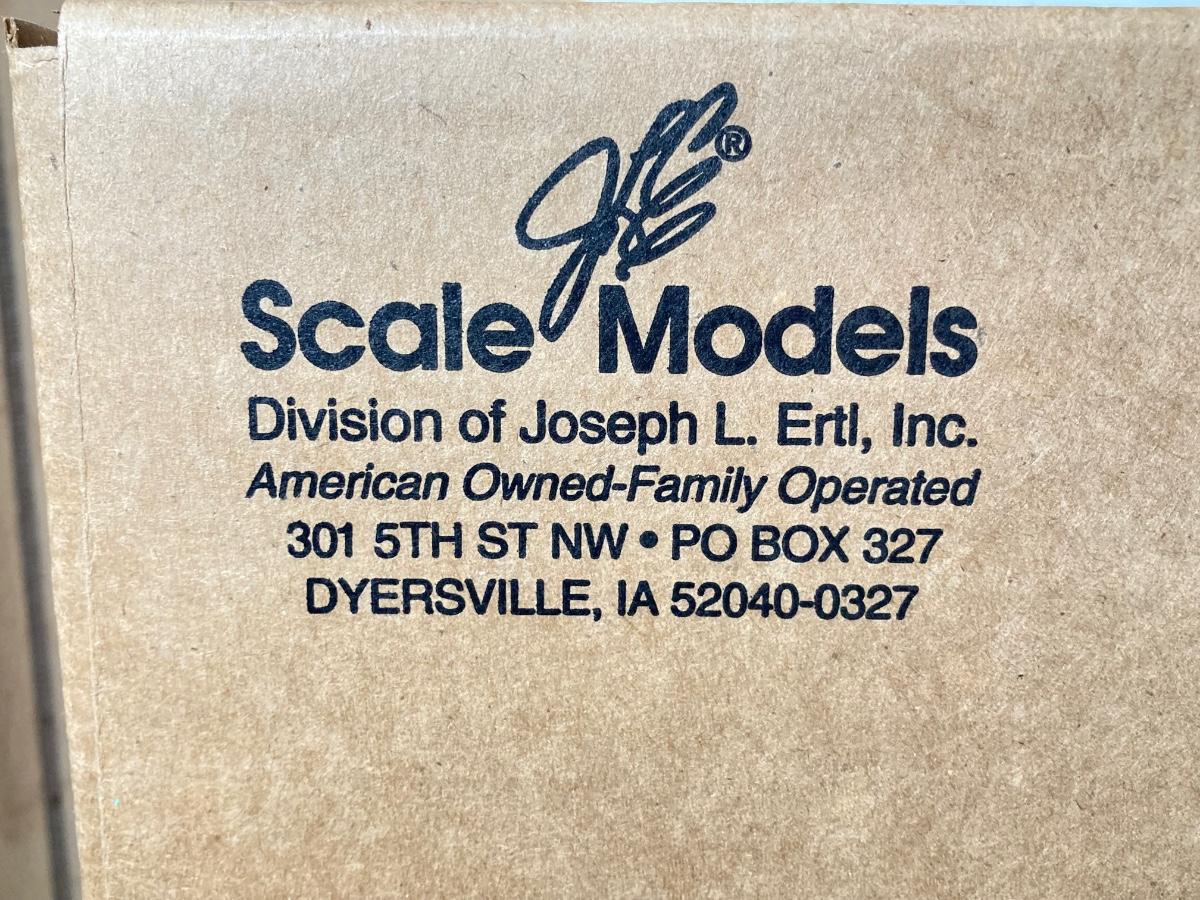 JLE®
Scale Models
Division of Joseph L. Ertl, Inc.
American Owned-Family Operated
301 5TH ST NW • PO BOX 327
DYERSVILLE, IA 52040-0327